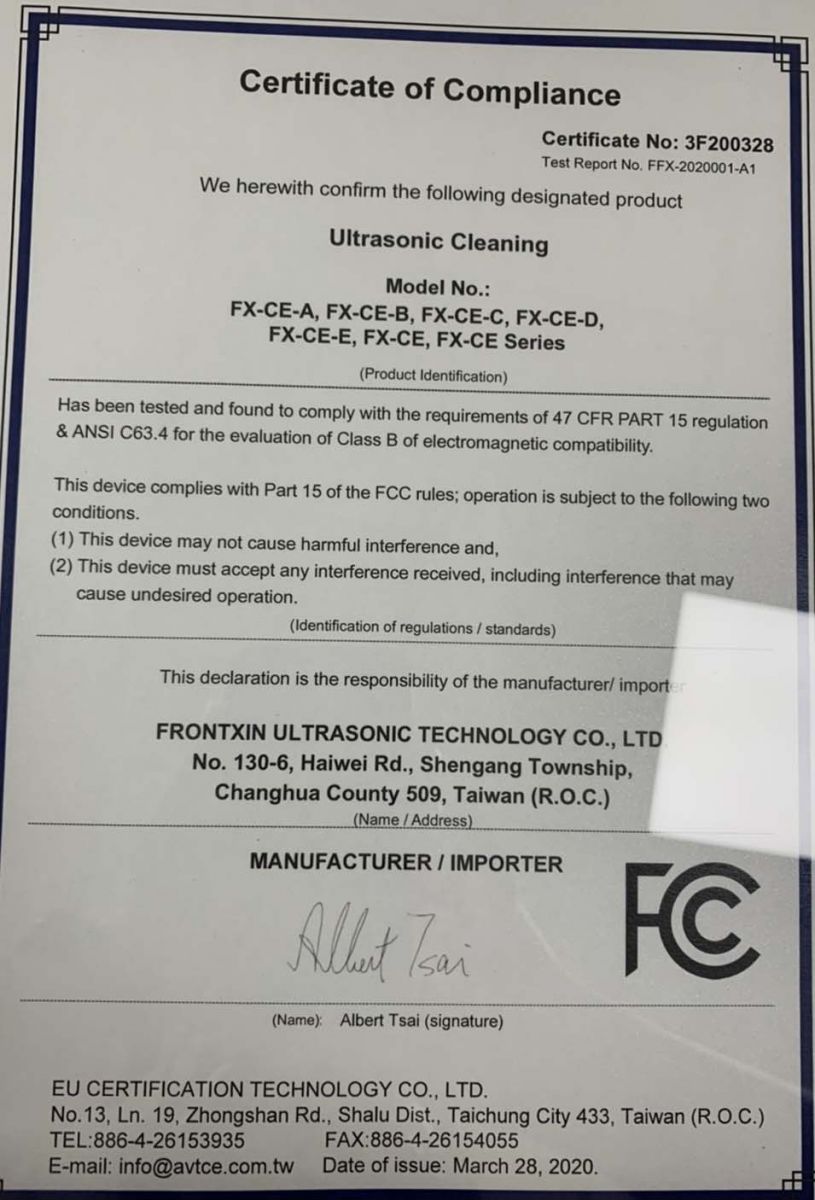 Certificate of Compliance
Certificate No: 3F200328
Test Report No. FFX-2020001-A1
We herewith confirm the following designated product
Ultrasonic Cleaning
Model No.:
FX-CE-A, FX-CE-B, FX-CE-C, FX-CE-D,
FX-CE-E, FX-CE, FX-CE Series
(Product Identification)
Has been tested and found to comply with the requirements of 47 CFR PART 15 regulation
& ANSI C63.4 for the evaluation of Class B of electromagnetic compatibility.
This device complies with Part 15 of the FCC rules; operation is subject to the following two
conditions.
(1) This device may not cause harmful interference and,
(2) This device must accept any interference received, including interference that may
cause undesired operation.
(Identification of regulations / standards)
This declaration is the responsibility of the manufacturer/ importer
FRONTXIN ULTRASONIC TECHNOLOGY CO., LTD
No. 130-6, Haiwei Rd., Shengang Township,
Changhua County 509, Taiwan (R.O.C.)
(Name / Address)
MANUFACTURER / IMPORTER
FCC
Albert Tsai
(Name): Albert Tsai (signature)
EU CERTIFICATION TECHNOLOGY CO., LTD.
No.13, Ln. 19, Zhongshan Rd., Shalu Dist., Taichung City 433, Taiwan (R.O.C.)
TEL:886-4-26153935 FAX:886-4-26154055
E-mail: info@avtce.com.tw Date of issue: March 28, 2020.